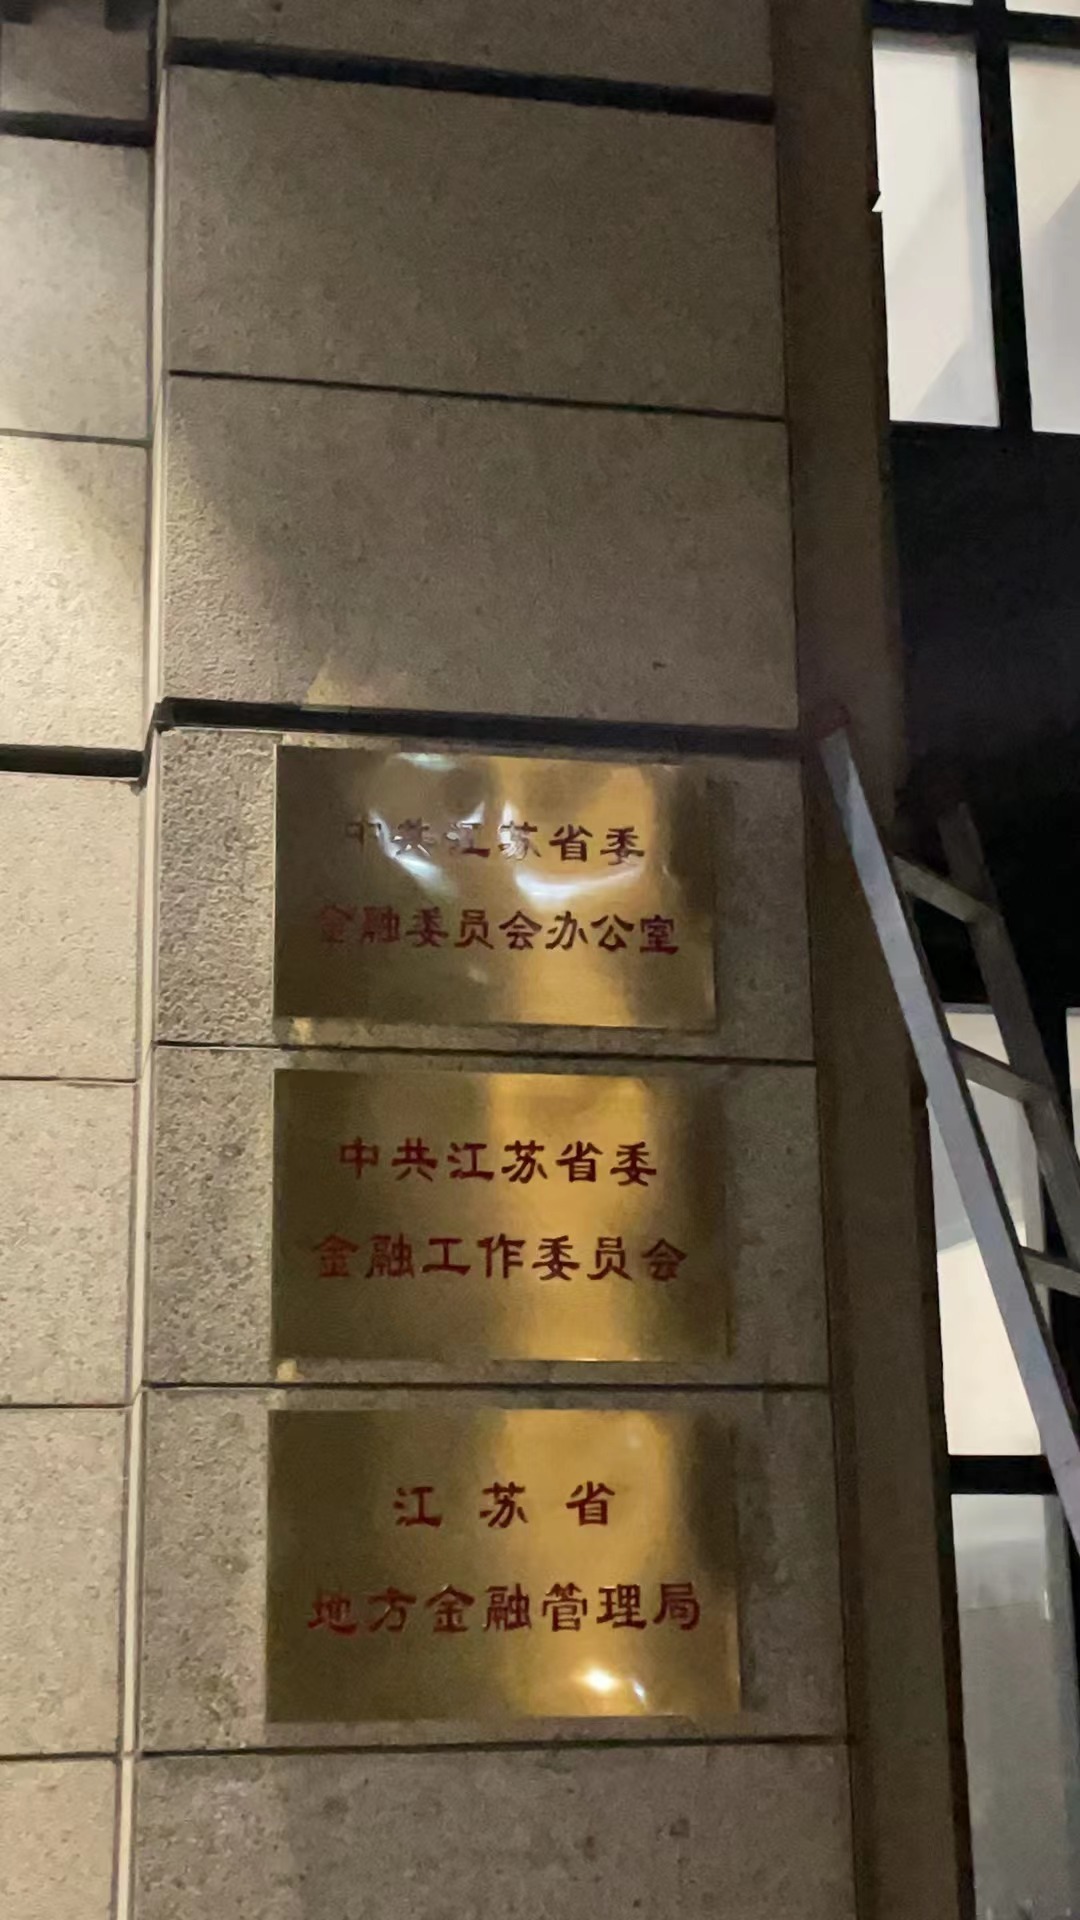 中共江苏省委
金融委员会办公室
中共江苏省委
金融工作委员会
江苏省
地方金融管理局